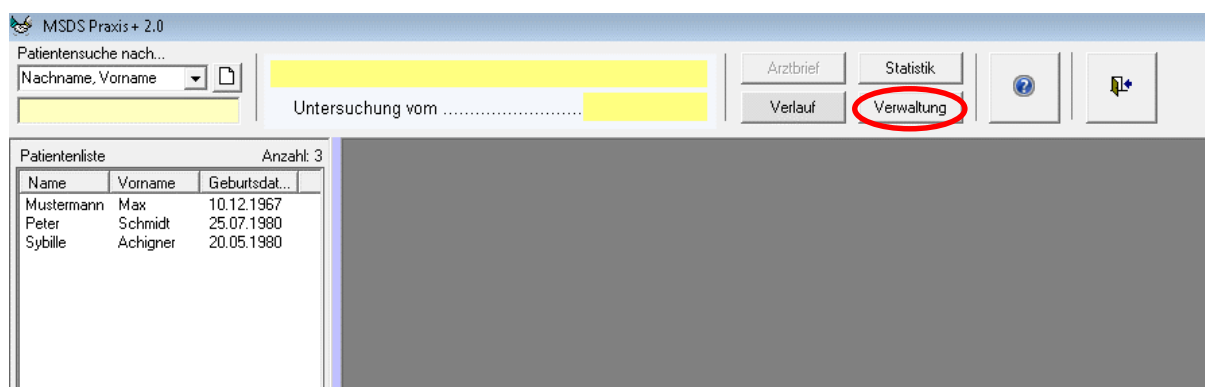 MSDS Praxis + 2.0
Patientensuche nach...
Nachname, Vorname
Untersuchung vom ..........................
Arztbrief
Statistik
Verlauf
Verwaltung
Patientenliste Anzahl: 3
Name Vorname Geburtsdat...
Mustermann Max 10.12.1967
Peter Schmidt 25.07.1980
Sybille Achigner 20.05.1980